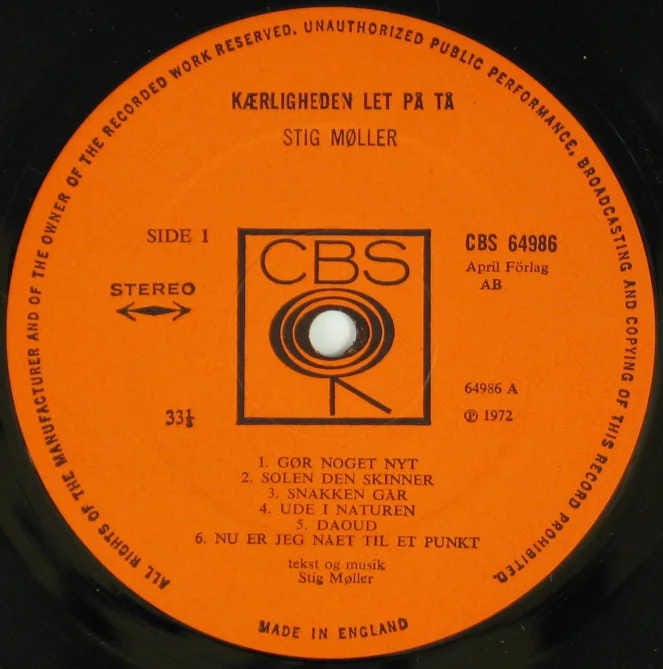 ALL RIGHTS OF THE MANUFACTURER AND OF THE OWNER OF THE RECORDED WORK RESERVED. UNAUTHORIZED PUBLIC PERFORMANCE, BROADCASTING AND COPYING OF THIS RECORD PROHIBITED.
KÆRLIGHEDEN LET PÅ TÅ
STIG MØLLER
SIDE 1
CBS
CBS 64986
April Förlag
AB
STEREO
64986 A
33⅓
℗ 1972
1. GØR NOGET NYT
2. SOLEN DEN SKINNER
3. SNAKKEN GÅR
4. UDE I NATUREN
5. DAOUD
6. NU ER JEG NÅET TIL ET PUNKT
tekst og musik
Stig Møller
MADE IN ENGLAND